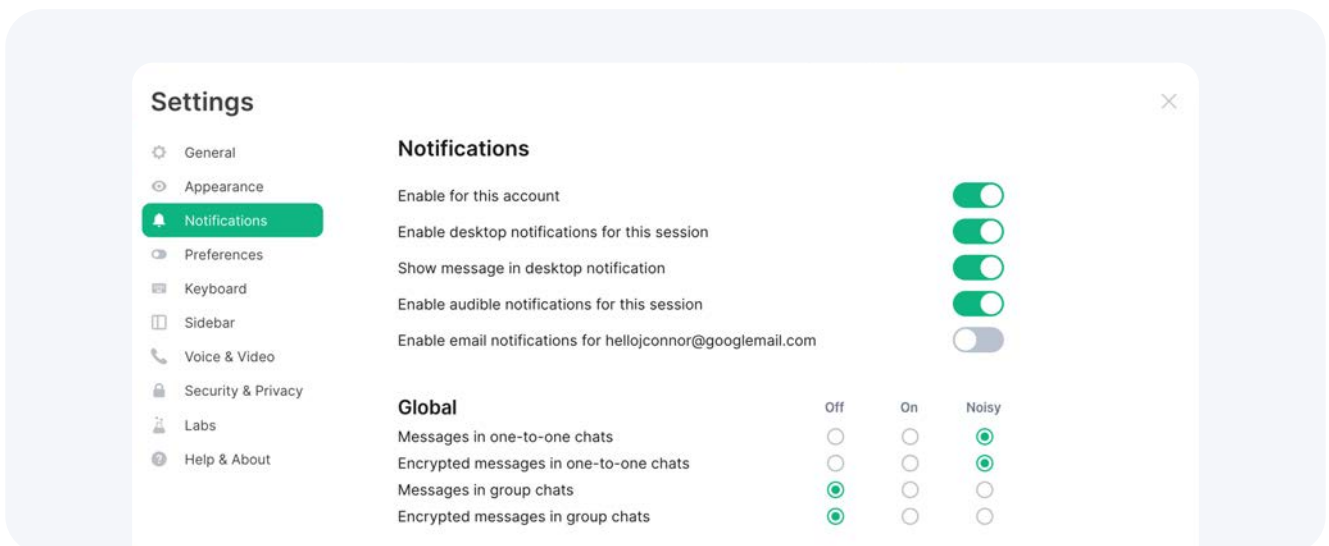 Settings
General
Appearance
Notifications
Preferences
Keyboard
Sidebar
Voice & Video
Security & Privacy
Labs
Help & About
Notifications
Enable for this account
Enable desktop notifications for this session
Show message in desktop notification
Enable audible notifications for this session
Enable email notifications for hellojconnor@googlemail.com
Global Off On Noisy
Messages in one-to-one chats
Encrypted messages in one-to-one chats
Messages in group chats
Encrypted messages in group chats